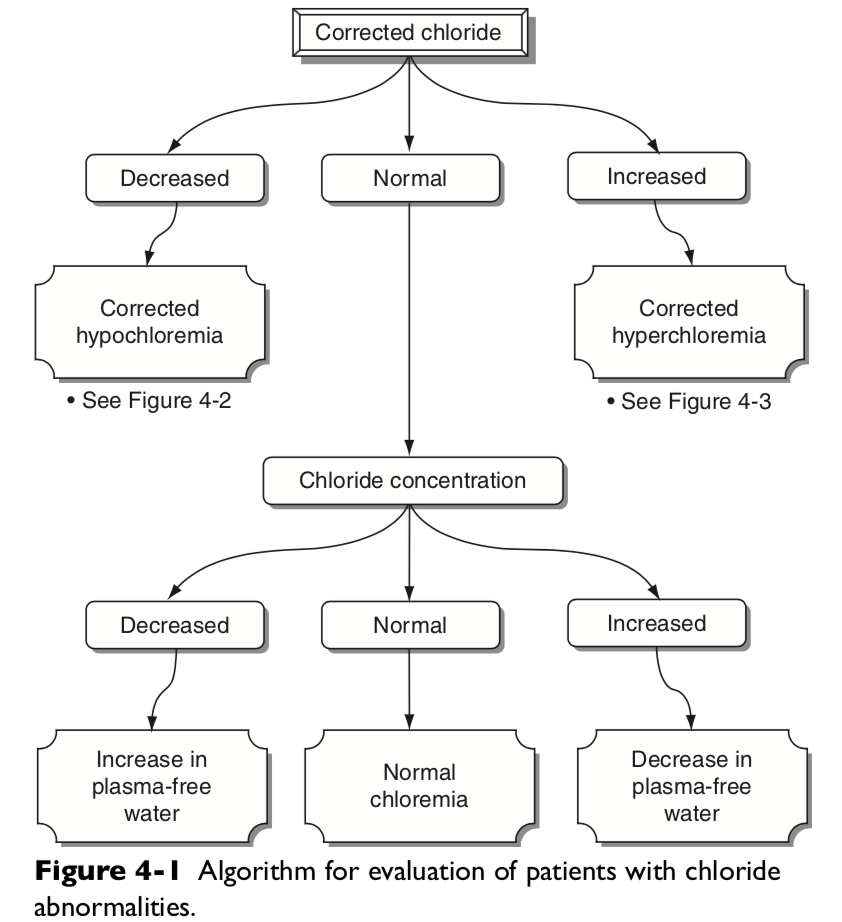 Corrected chloride
Decreased
Normal
Increased
Corrected
hypochloremia
Corrected
hyperchloremia
• See Figure 4-2
• See Figure 4-3
Chloride concentration
Decreased
Normal
Increased
Increase in
plasma-free
water
Normal
chloremia
Decrease in
plasma-free
water
Figure 4-1 Algorithm for evaluation of patients with chloride
abnormalities.